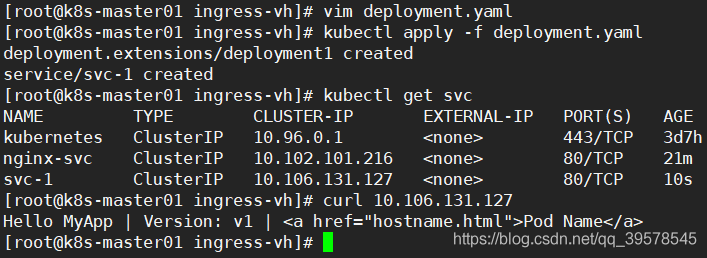 [root@k8s-master01 ingress-vh]# vim deployment.yaml
[root@k8s-master01 ingress-vh]# kubectl apply -f deployment.yaml
deployment.extensions/deployment1 created
service/svc-1 created
[root@k8s-master01 ingress-vh]# kubectl get svc
NAME TYPE CLUSTER-IP EXTERNAL-IP PORT(S) AGE
kubernetes ClusterIP 10.96.0.1 <none> 443/TCP 3d7h
nginx-svc ClusterIP 10.102.101.216 <none> 80/TCP 21m
svc-1 ClusterIP 10.106.131.127 <none> 80/TCP 10s
[root@k8s-master01 ingress-vh]# curl 10.106.131.127
Hello MyApp | Version: v1 | <a href="hostname.html">Pod Name</a>
[root@k8s-master01 ingress-vh]#
https://blog.csdn.net/qq_39578545